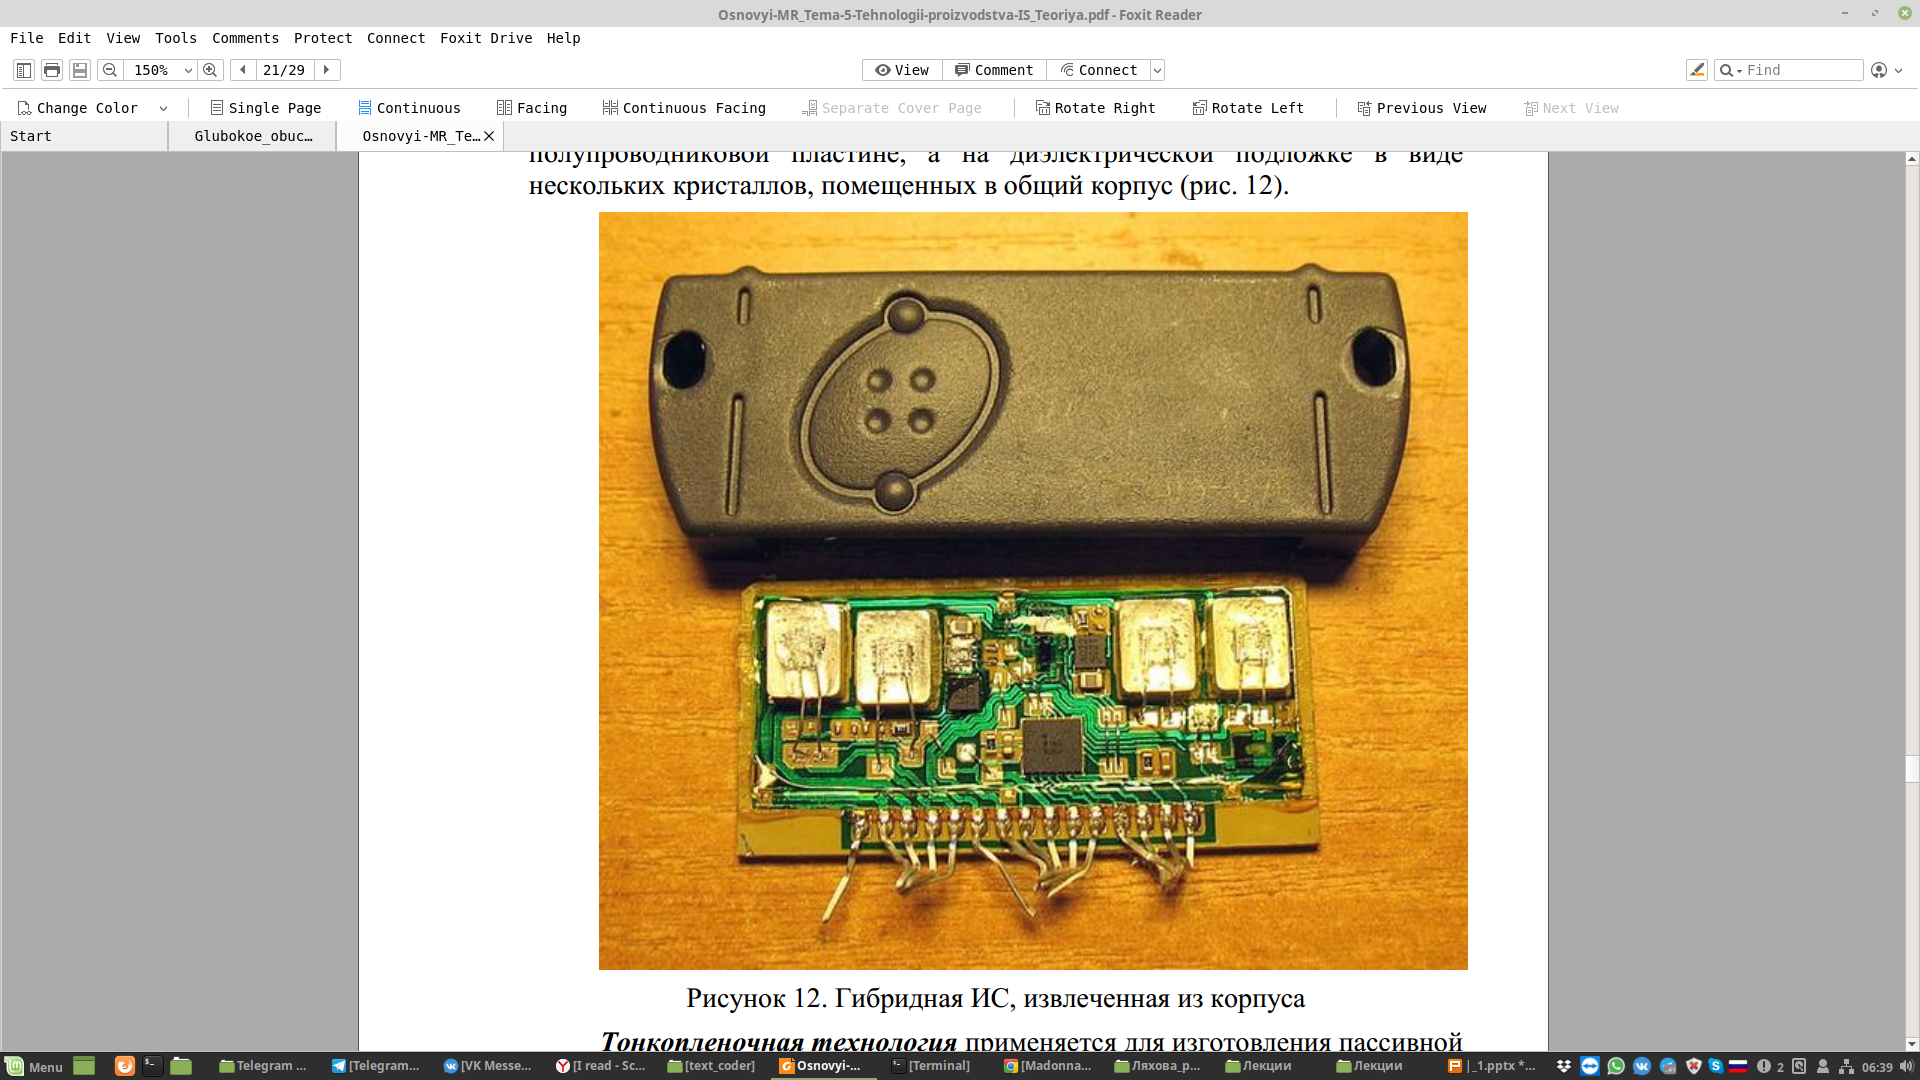 Osnovyi-MR_Tema-5-Tehnologii-proizvodstva-IS_Teoriya.pdf - Foxit Reader
File Edit View Tools Comments Protect Connect Foxit Drive Help
150% 21/29 View Comment Connect Find
Change Color Single Page Continuous Facing Continuous Facing Separate Cover Page Rotate Right Rotate Left Previous View Next View
Start Glubokoe_obuc... Osnovyi-MR_Te...
полупроводниковой пластине, а на диэлектрической подложке в виде
нескольких кристаллов, помещенных в общий корпус (рис. 12).
Рисунок 12. Гибридная ИС, извлеченная из корпуса
Тонкопленочная технология применяется для изготовления пассивной
Menu Telegram ... [Telegram... [VK Messe... [I read - Sc... [text_coder] Osnovyi-... [Terminal] [Madonna... Ляхова_р... Лекции Лекции |_1.pptx *... 2 06:39